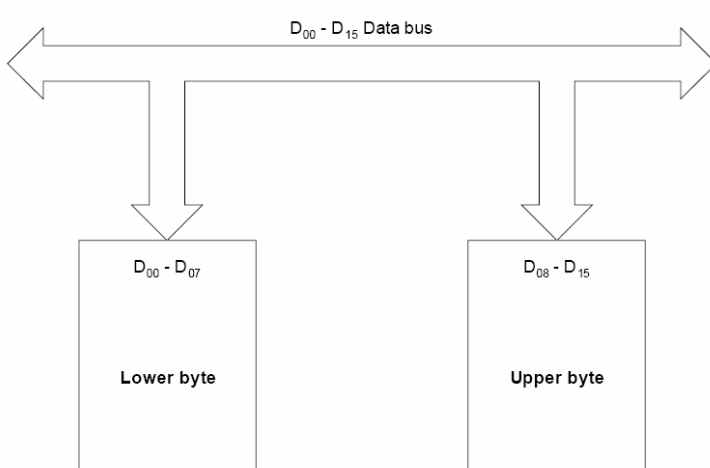 D₀₀ - D₁₅ Data bus
D₀₀ - D₀₇
D₀₈ - D₁₅
Lower byte
Upper byte